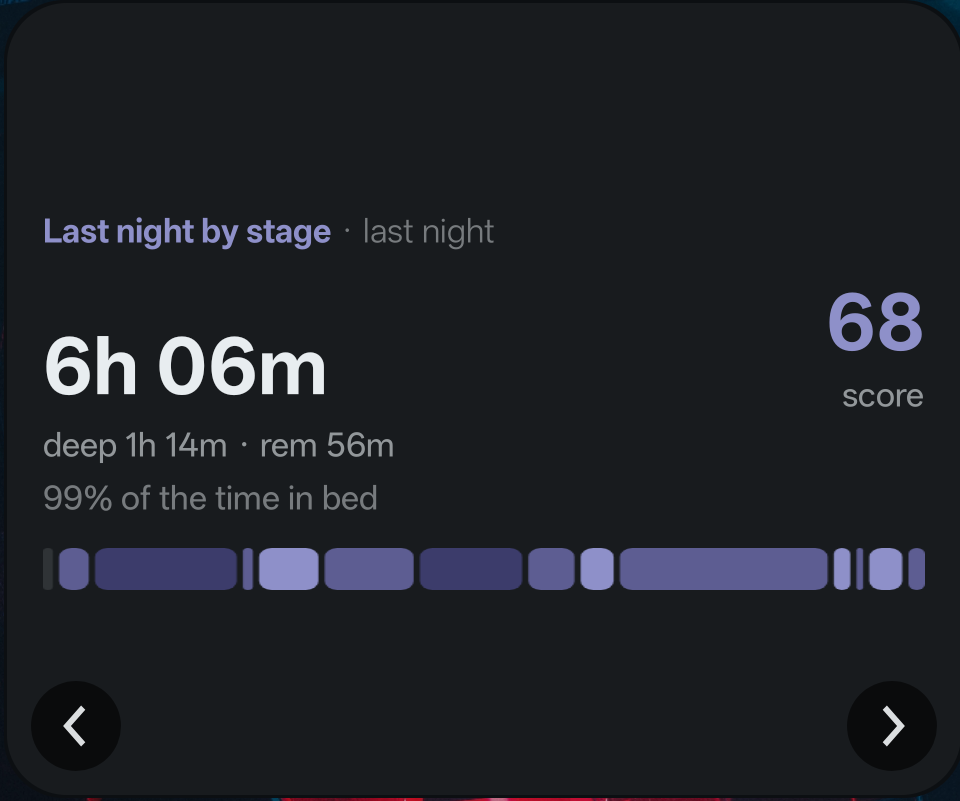 Last night by stage · last night
68
6h 06m
score
deep 1h 14m · rem 56m
99% of the time in bed